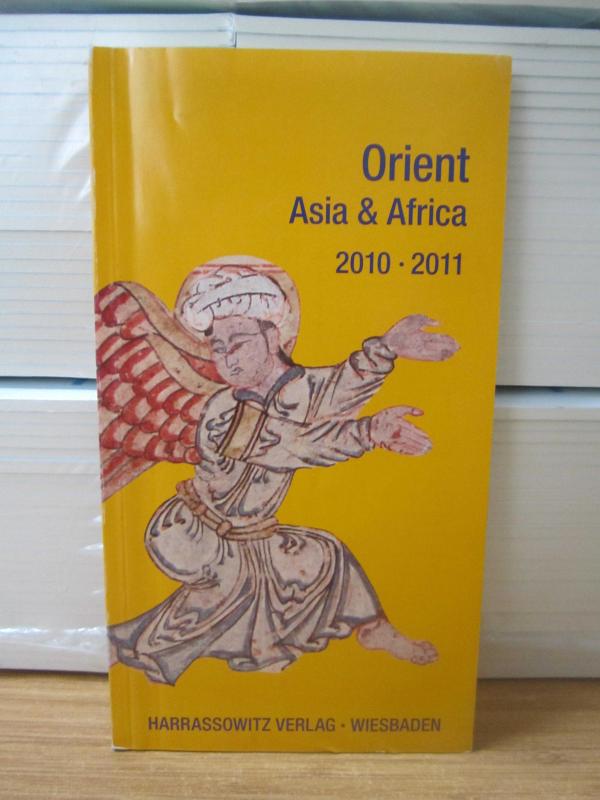 Orient
Asia & Africa
2010 · 2011
HARRASSOWITZ VERLAG · WIESBADEN